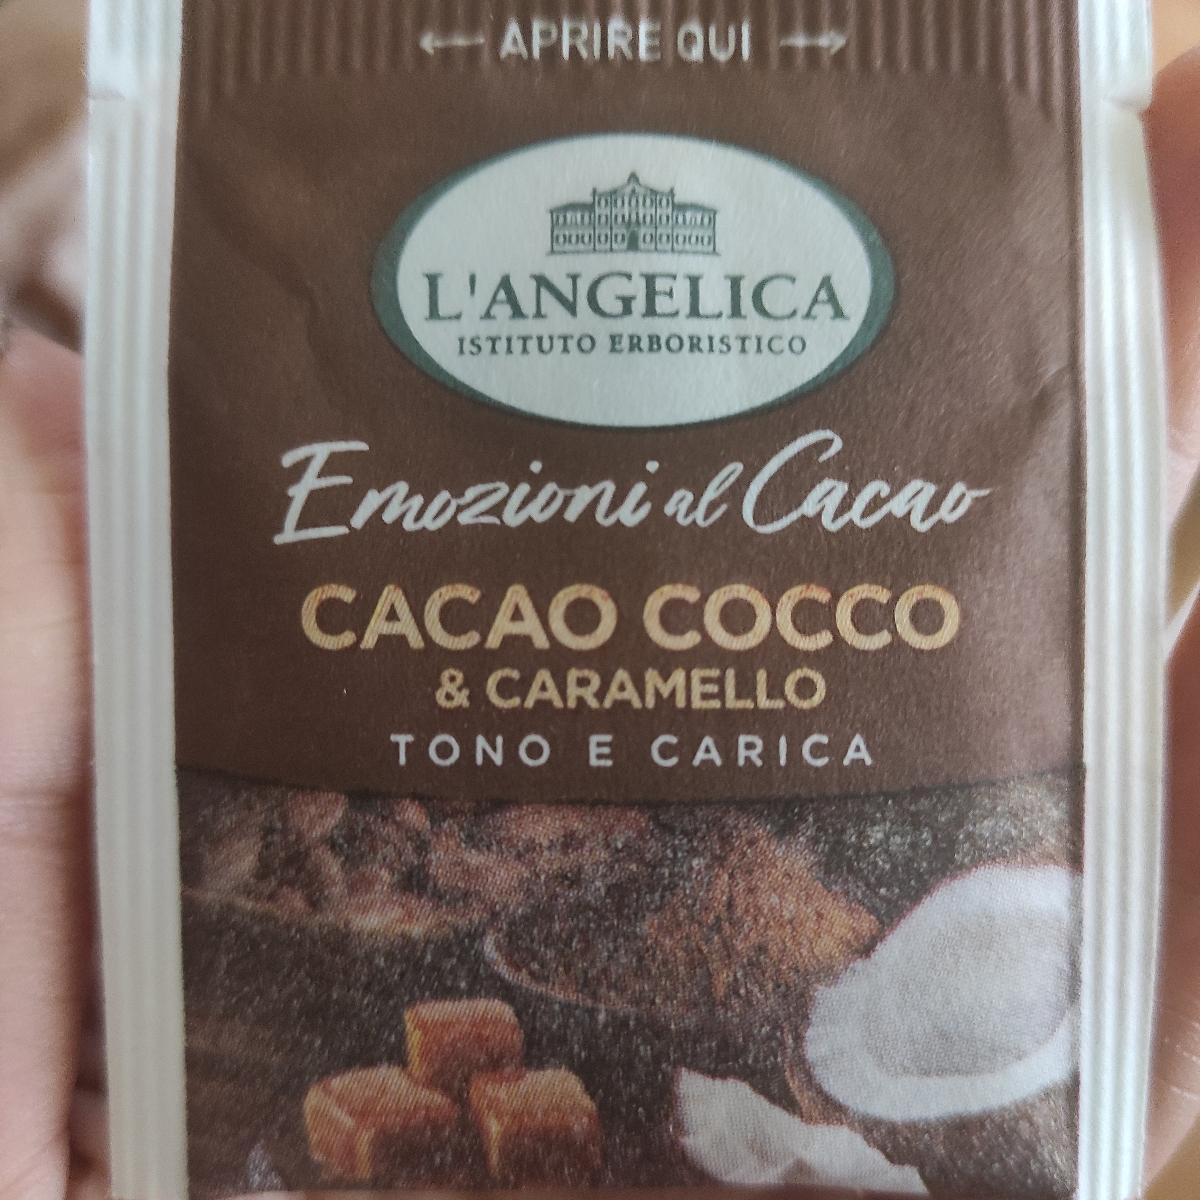 ← APRIRE QUI →
L'ANGELICA
ISTITUTO ERBORISTICO
Emozioni al Cacao
CACAO COCCO
& CARAMELLO
TONO E CARICA